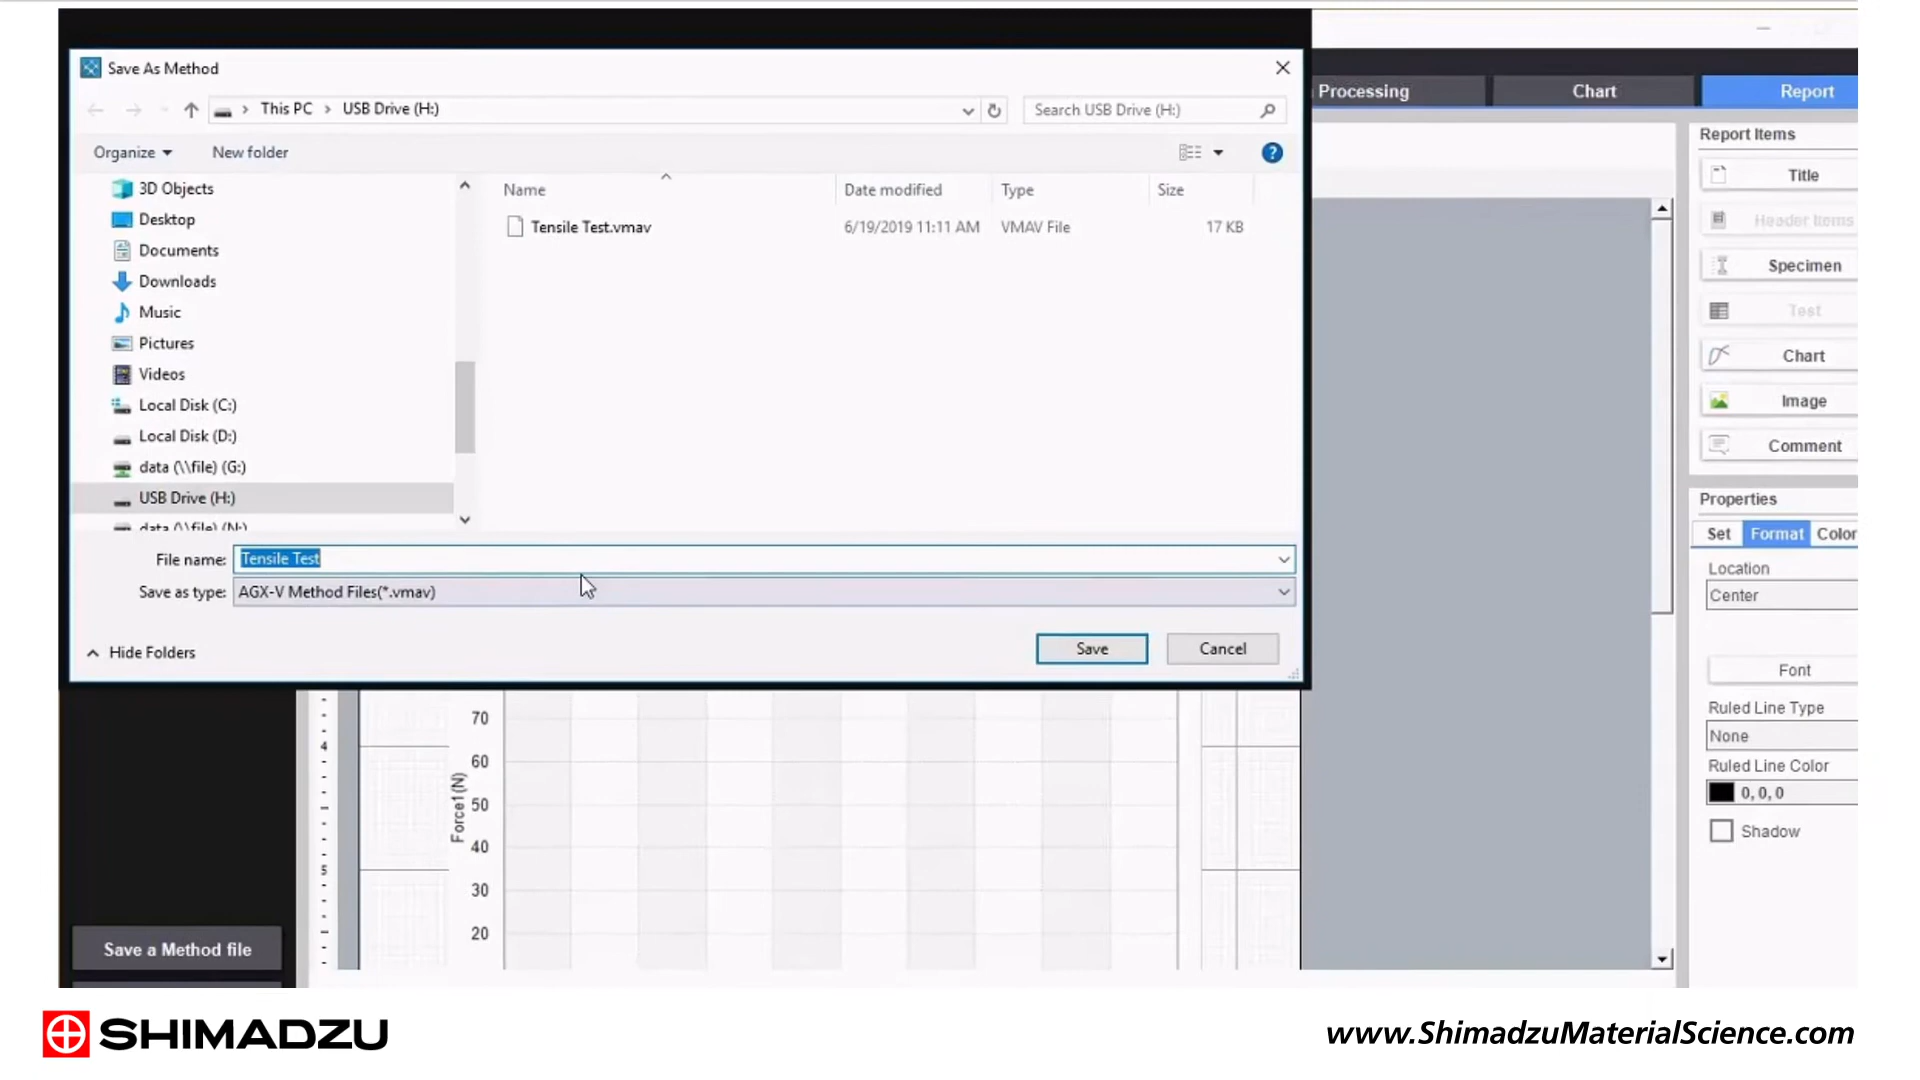 Save As Method
This PC > USB Drive (H:)
Search USB Drive (H:)
Organize
New folder
?
3D Objects
Desktop
Documents
Downloads
Music
Pictures
Videos
Local Disk (C:)
Local Disk (D:)
data (\\file) (G:)
USB Drive (H:)
data (\\file) (N:)
Name Date modified Type Size
Tensile Test.vmav 6/19/2019 11:11 AM VMAV File 17 KB
File name: Tensile Test
Save as type: AGX-V Method Files(*.vmav)
Hide Folders
Save
Cancel
Processing
Chart
Report
Report Items
Title
Header Items
Specimen
Test
Chart
Image
Comment
Properties
Set Format Color
Location
Center
Font
Ruled Line Type
None
Ruled Line Color
0, 0, 0
Shadow
4
5
Force1(N)
70
60
50
40
30
20
Save a Method file
SHIMADZU
www.ShimadzuMaterialScience.com